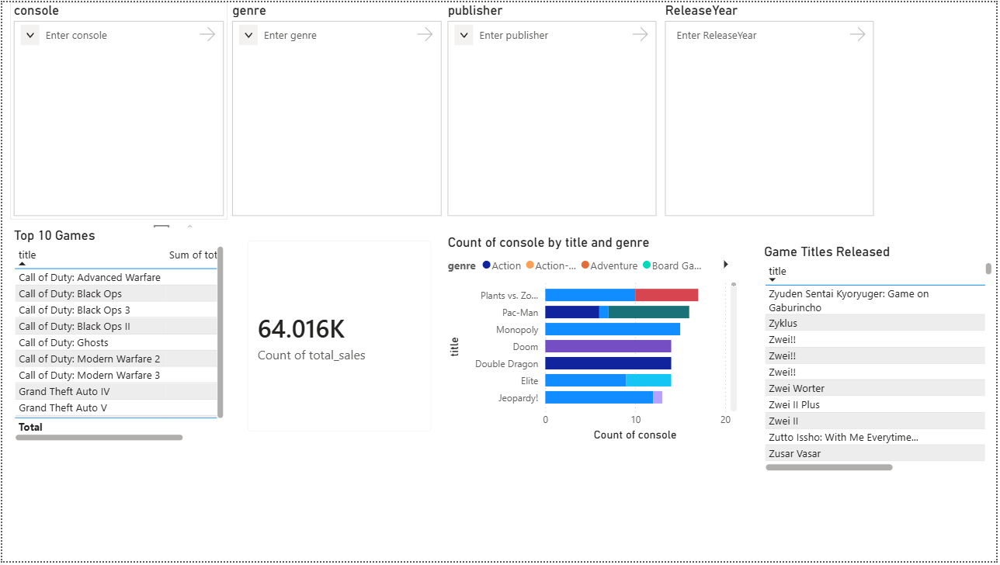 console
genre
publisher
ReleaseYear
Enter console
Enter genre
Enter publisher
Enter ReleaseYear
Top 10 Games
title
Sum of tot
Call of Duty: Advanced Warfare
Call of Duty: Black Ops
Call of Duty: Black Ops 3
Call of Duty: Black Ops II
Call of Duty: Ghosts
Call of Duty: Modern Warfare 2
Call of Duty: Modern Warfare 3
Grand Theft Auto IV
Grand Theft Auto V
Total
64.016K
Count of total_sales
Count of console by title and genre
genre Action Action-... Adventure Board Ga...
title
Plants vs. Zo...
Pac-Man
Monopoly
Doom
Double Dragon
Elite
Jeopardy!
0 10 20
Count of console
Game Titles Released
title
Zyuden Sentai Kyoryuger: Game on
Gaburincho
Zyklus
Zwei!!
Zwei!!
Zwei!!
Zwei Worter
Zwei II Plus
Zwei II
Zutto Issho: With Me Everytime...
Zusar Vasar